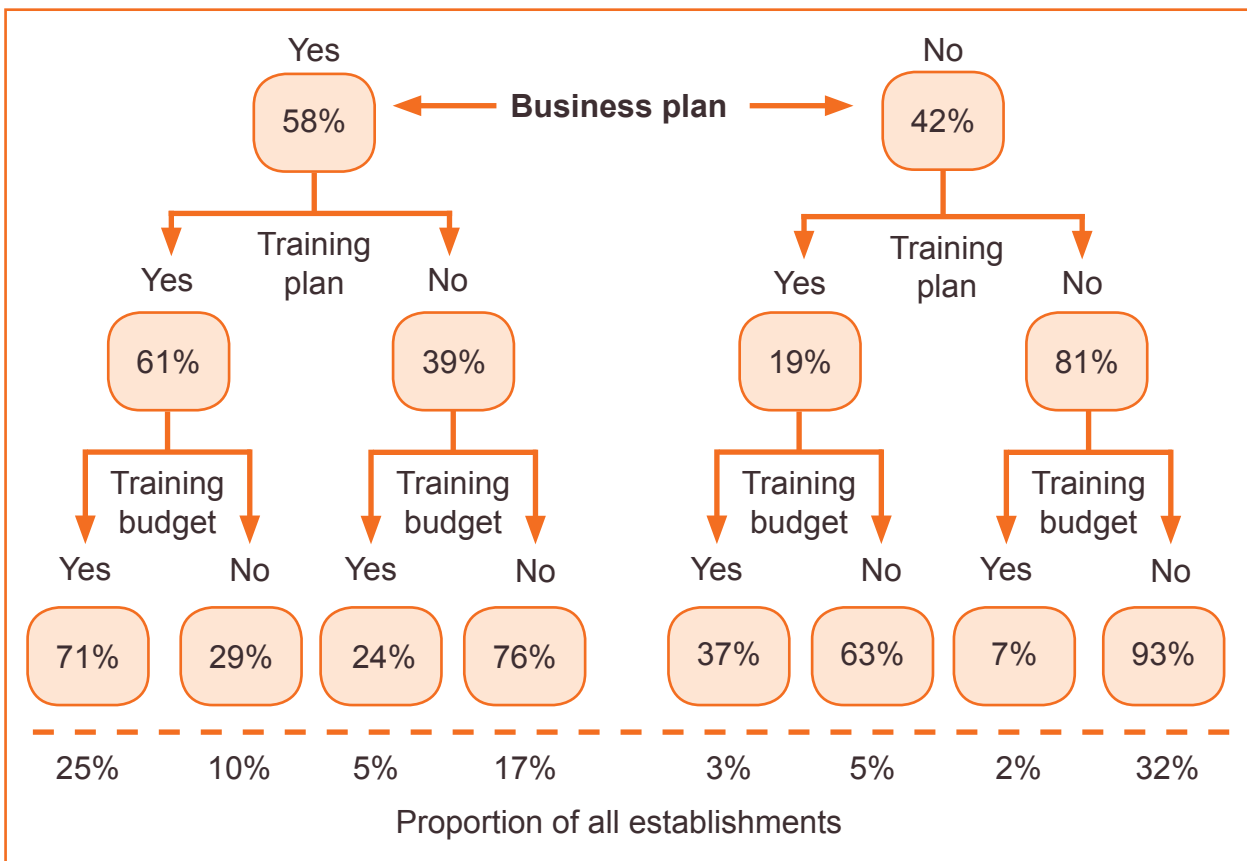 Yes
No
Business plan
58%
42%
Training
plan
Yes
No
Training
plan
Yes
No
61%
39%
19%
81%
Training
budget
Training
budget
Training
budget
Training
budget
Yes
No
Yes
No
Yes
No
Yes
No
71%
29%
24%
76%
37%
63%
7%
93%
25%
10%
5%
17%
3%
5%
2%
32%
Proportion of all establishments